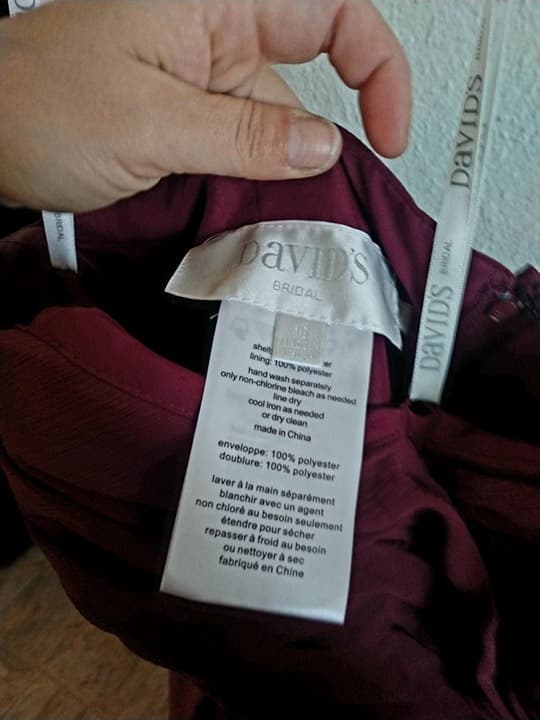 DAVID'S
BRIDAL
16
lining: 100% polyester
hand wash separately
only non-chlorine bleach as needed
line dry
cool iron as needed
or dry clean
made in China
enveloppe: 100% polyester
doublure: 100% polyester
laver à la main séparément
blanchir avec un agent
non chloré au besoin seulement
étendre pour sécher
repasser à froid au besoin
ou nettoyer à sec
fabriqué en Chine
DAVID'S
BRIDAL
DAVID'S
BRIDAL
BRIDAL